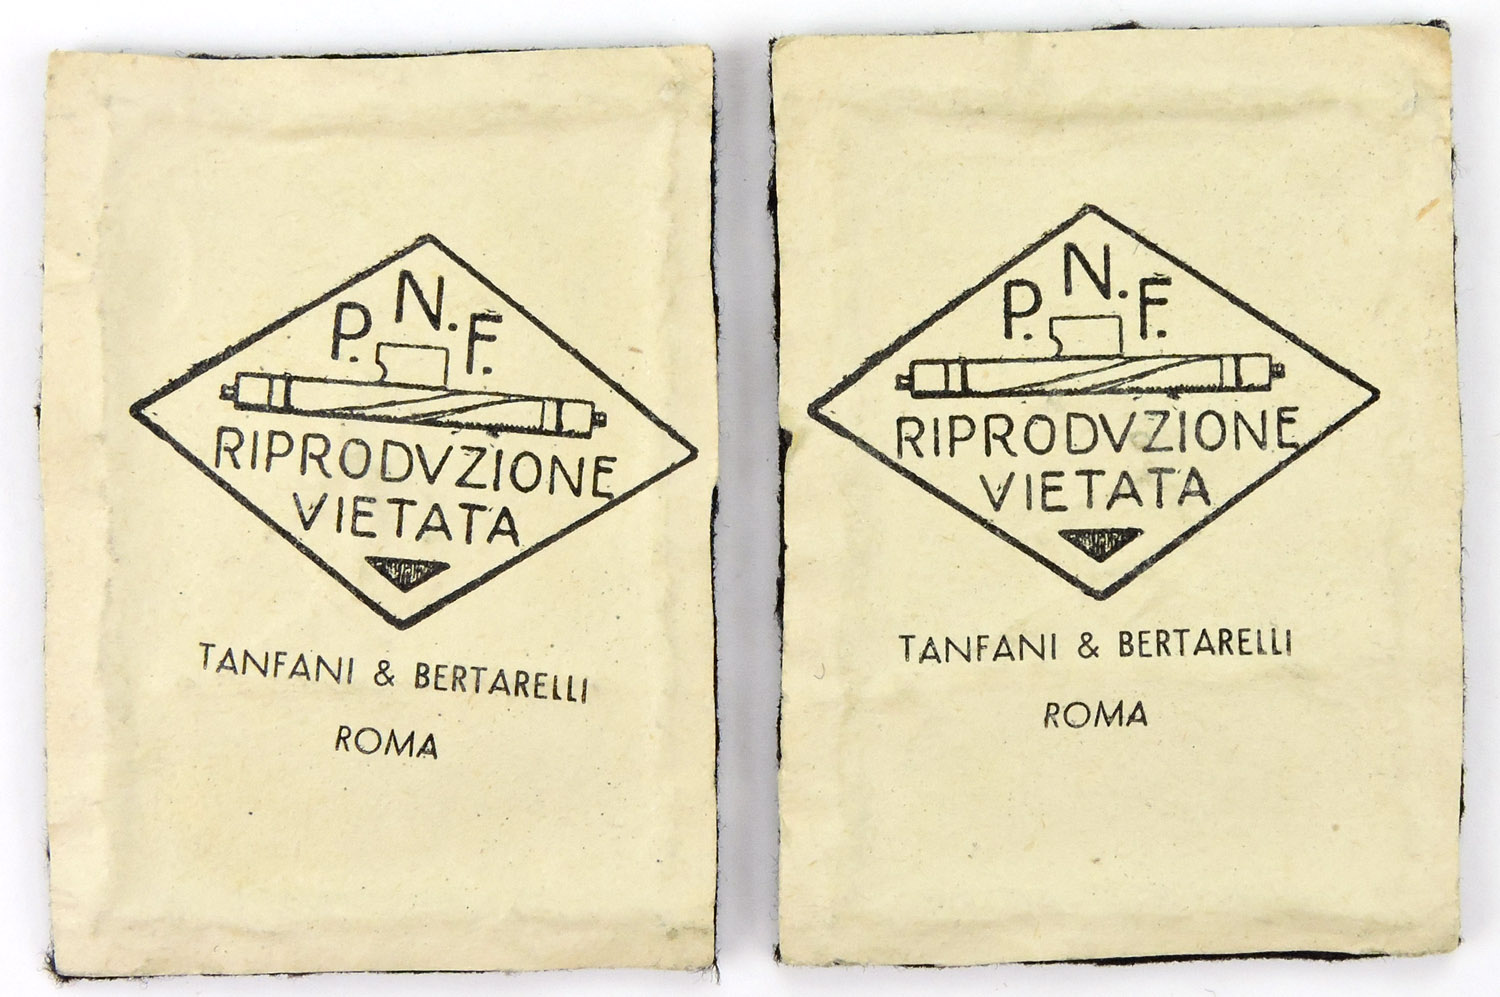 P. N. F.
RIPRODVZIONE
VIETATA
TANFANI & BERTARELLI
ROMA
P. N. F.
RIPRODVZIONE
VIETATA
TANFANI & BERTARELLI
ROMA